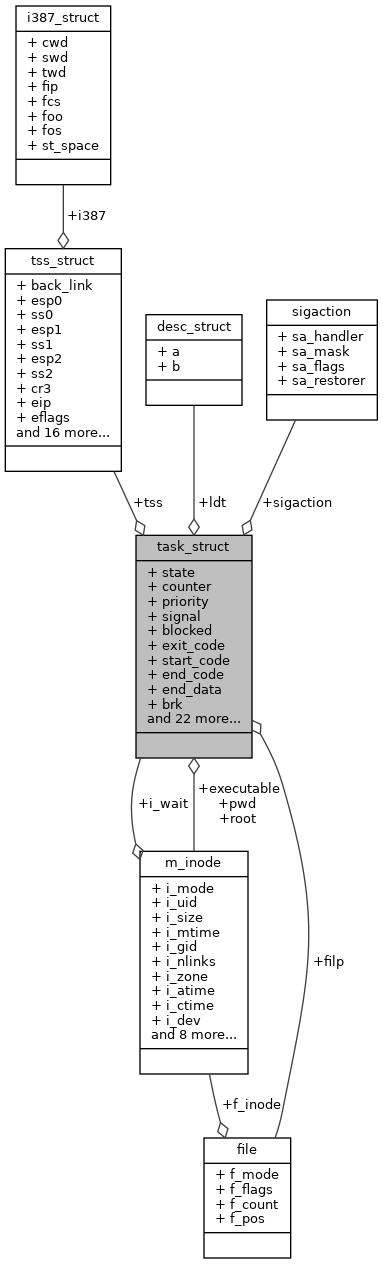 i387_struct
+ cwd
+ swd
+ twd
+ fip
+ fcs
+ foo
+ fos
+ st_space
+i387
tss_struct
+ back_link
+ esp0
+ ss0
+ esp1
+ ss1
+ esp2
+ ss2
+ cr3
+ eip
+ eflags
and 16 more...
desc_struct
+ a
+ b
sigaction
+ sa_handler
+ sa_mask
+ sa_flags
+ sa_restorer
+tss
+ldt
+sigaction
task_struct
+ state
+ counter
+ priority
+ signal
+ blocked
+ exit_code
+ start_code
+ end_code
+ end_data
+ brk
and 22 more...
+i_wait
+executable
+pwd
+root
m_inode
+ i_mode
+ i_uid
+ i_size
+ i_mtime
+ i_gid
+ i_nlinks
+ i_zone
+ i_atime
+ i_ctime
+ i_dev
and 8 more...
+filp
+f_inode
file
+ f_mode
+ f_flags
+ f_count
+ f_pos